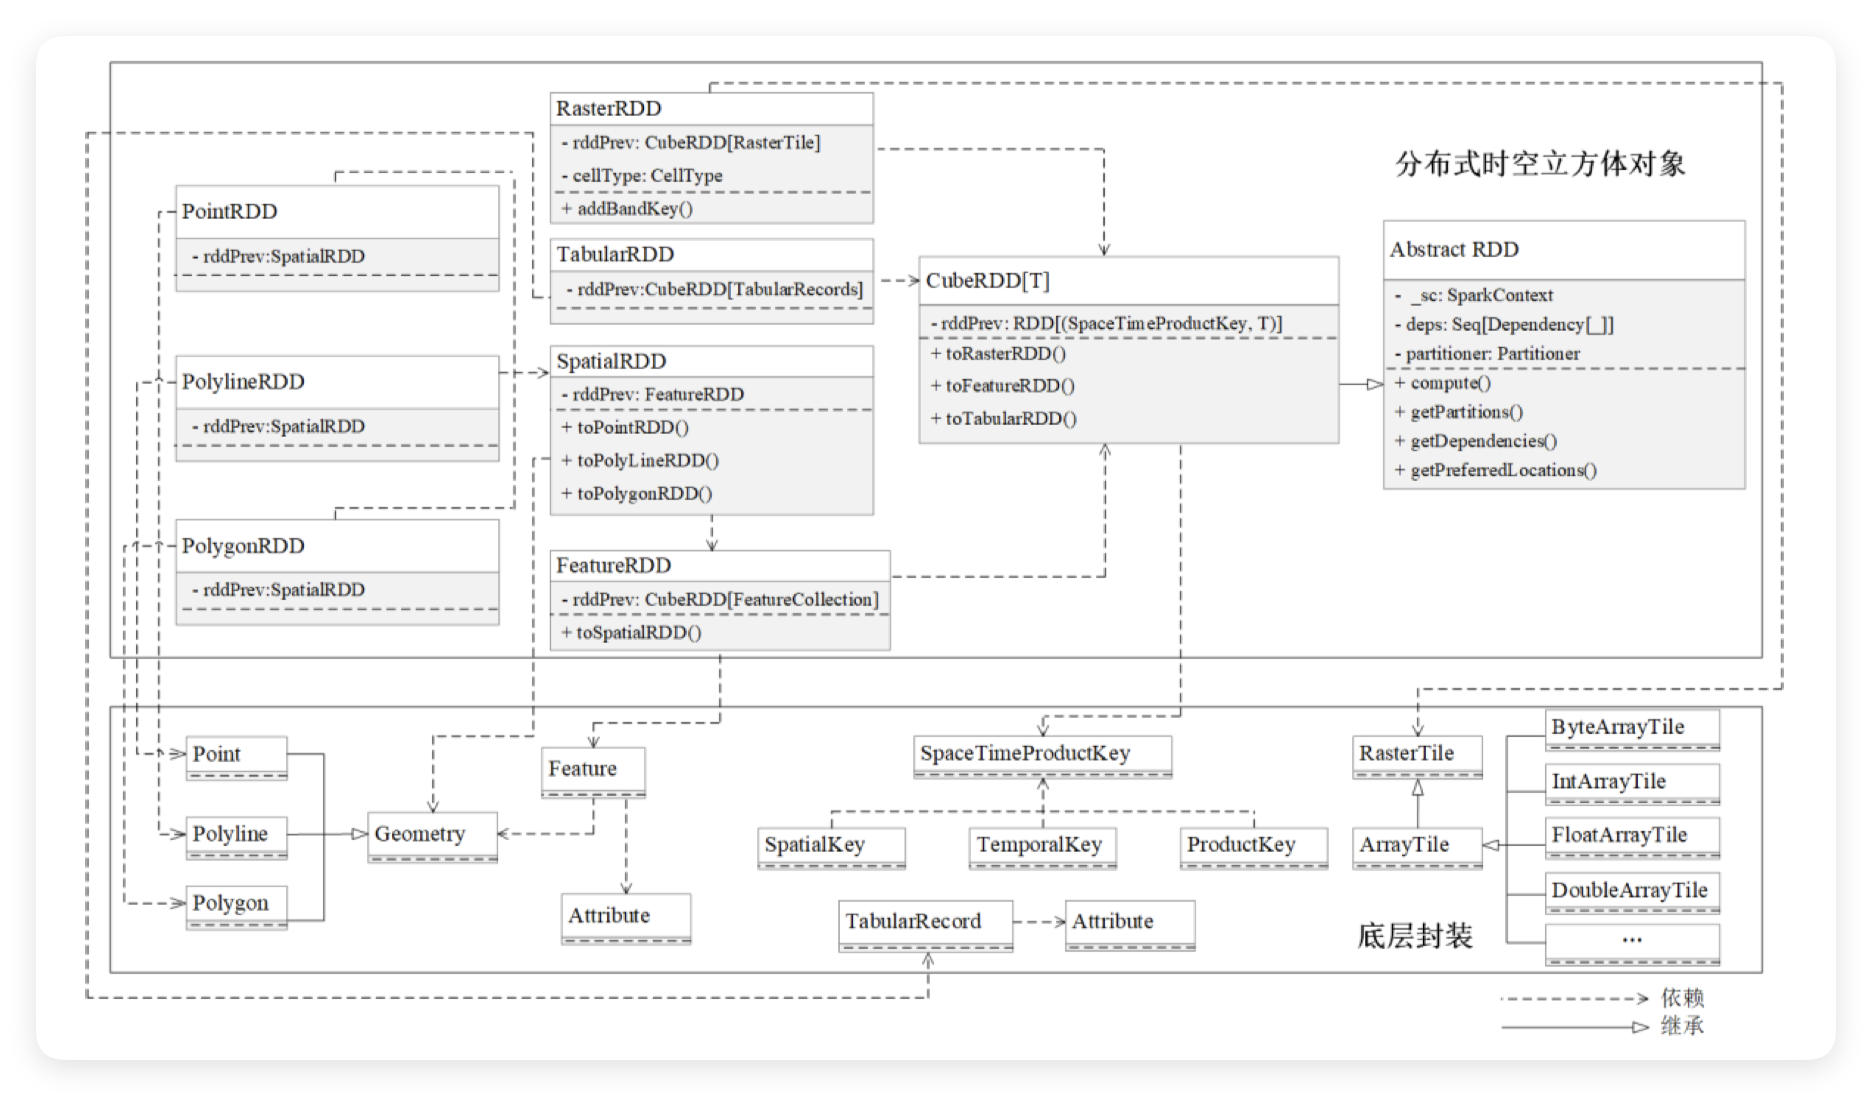 分布式时空立方体对象
RasterRDD
- rddPrev: CubeRDD[RasterTile]
- cellType: CellType
+ addBandKey()
TabularRDD
- rddPrev:CubeRDD[TabularRecords]
PointRDD
- rddPrev:SpatialRDD
PolylineRDD
- rddPrev:SpatialRDD
PolygonRDD
- rddPrev:SpatialRDD
SpatialRDD
- rddPrev: FeatureRDD
+ toPointRDD()
+ toPolyLineRDD()
+ toPolygonRDD()
FeatureRDD
- rddPrev: CubeRDD[FeatureCollection]
+ toSpatialRDD()
CubeRDD[T]
- rddPrev: RDD[(SpaceTimeProductKey, T)]
+ toRasterRDD()
+ toFeatureRDD()
+ toTabularRDD()
Abstract RDD
- _sc: SparkContext
- deps: Seq[Dependency[_]]
- partitioner: Partitioner
+ compute()
+ getPartitions()
+ getDependencies()
+ getPreferredLocations()
Point
Polyline
Polygon
Geometry
Feature
Attribute
SpaceTimeProductKey
SpatialKey
TemporalKey
ProductKey
TabularRecord
Attribute
RasterTile
ArrayTile
ByteArrayTile
IntArrayTile
FloatArrayTile
DoubleArrayTile
...
底层封装
依赖
继承